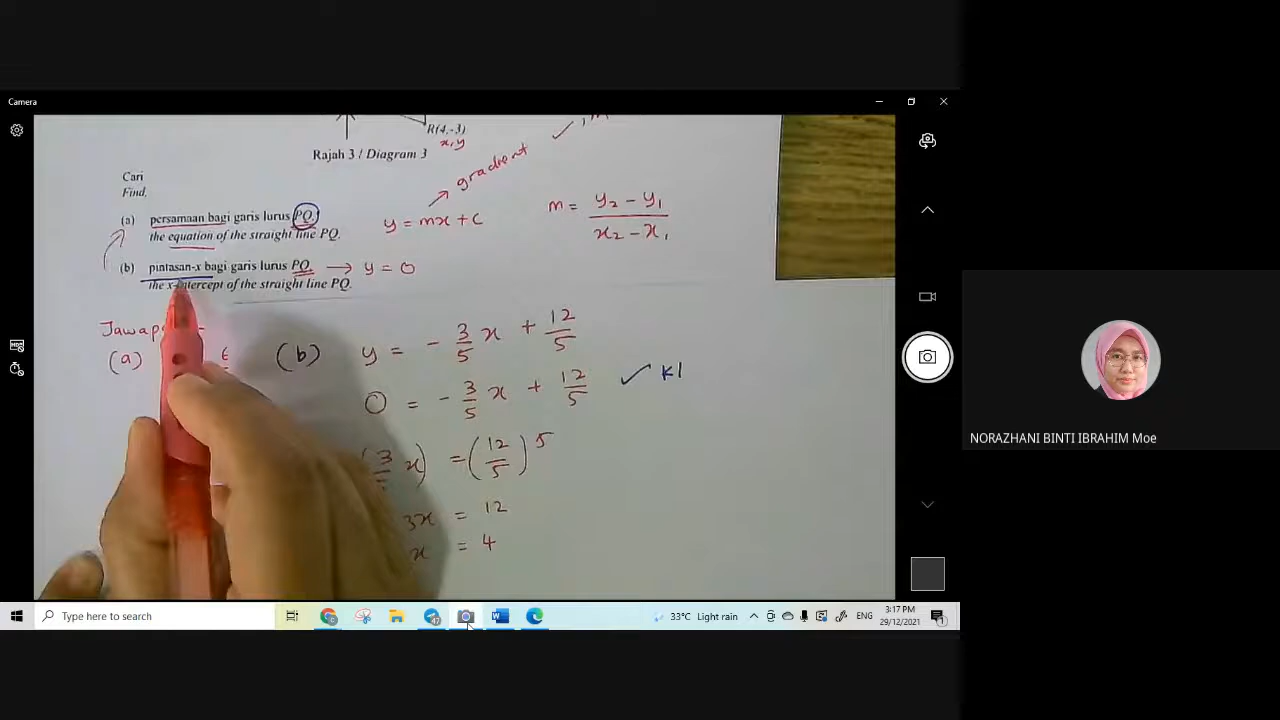 Camera
R(4,-3)
x, y
Rajah 3 / Diagram 3
gradient
Cari
Find,
(a) persamaan bagi garis lurus PQ.
the equation of the straight line PQ.
y = mx + c
m = y₂ - y₁ / x₂ - x₁
(b) pintasan-x bagi garis lurus PQ. → y = 0
the x-intercept of the straight line PQ.
(a)
(b) y = - 3/5 x + 12/5
0 = - 3/5 x + 12/5 ✓ K1
(3/5 x) = (12/5) 5
3x = 12
x = 4
NORAZHANI BINTI IBRAHIM Moe
Type here to search
33°C Light rain
ENG
3:17 PM
29/12/2021